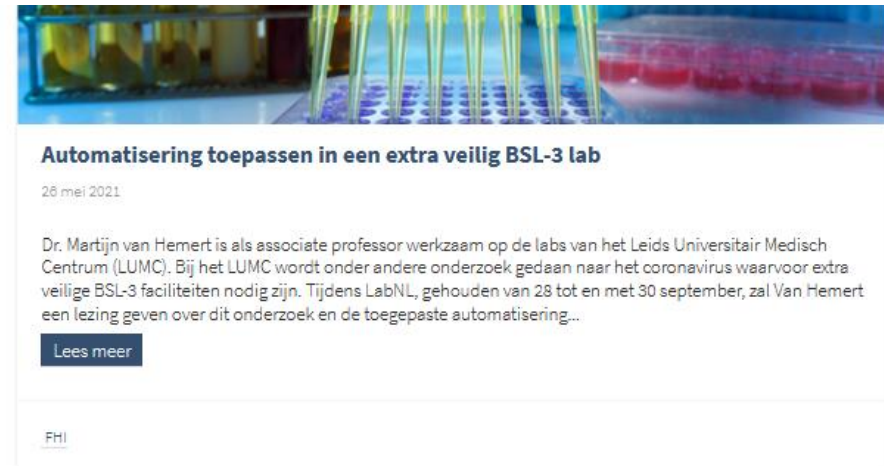 Automatisering toepassen in een extra veilig BSL-3 lab
26 mei 2021
Dr. Martijn van Hemert is als associate professor werkzaam op de labs van het Leids Universitair Medisch
Centrum (LUMC). Bij het LUMC wordt onder andere onderzoek gedaan naar het coronavirus waarvoor extra
veilige BSL-3 faciliteiten nodig zijn. Tijdens LabNL, gehouden van 28 tot en met 30 september, zal Van Hemert
een lezing geven over dit onderzoek en de toegepaste automatisering...
Lees meer
FHI